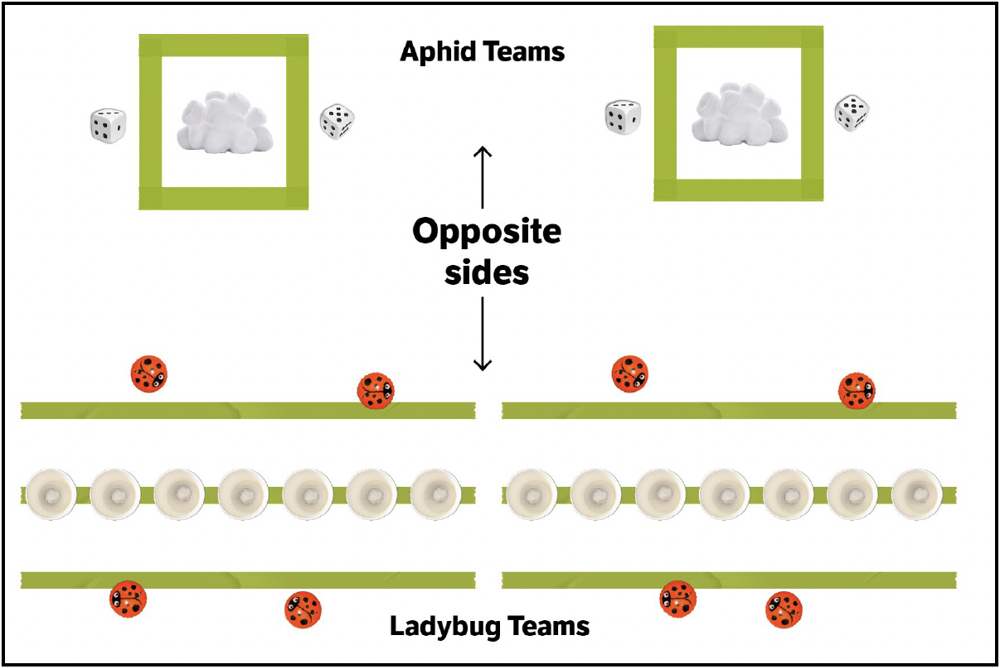 Aphid Teams
Opposite
sides
Ladybug Teams